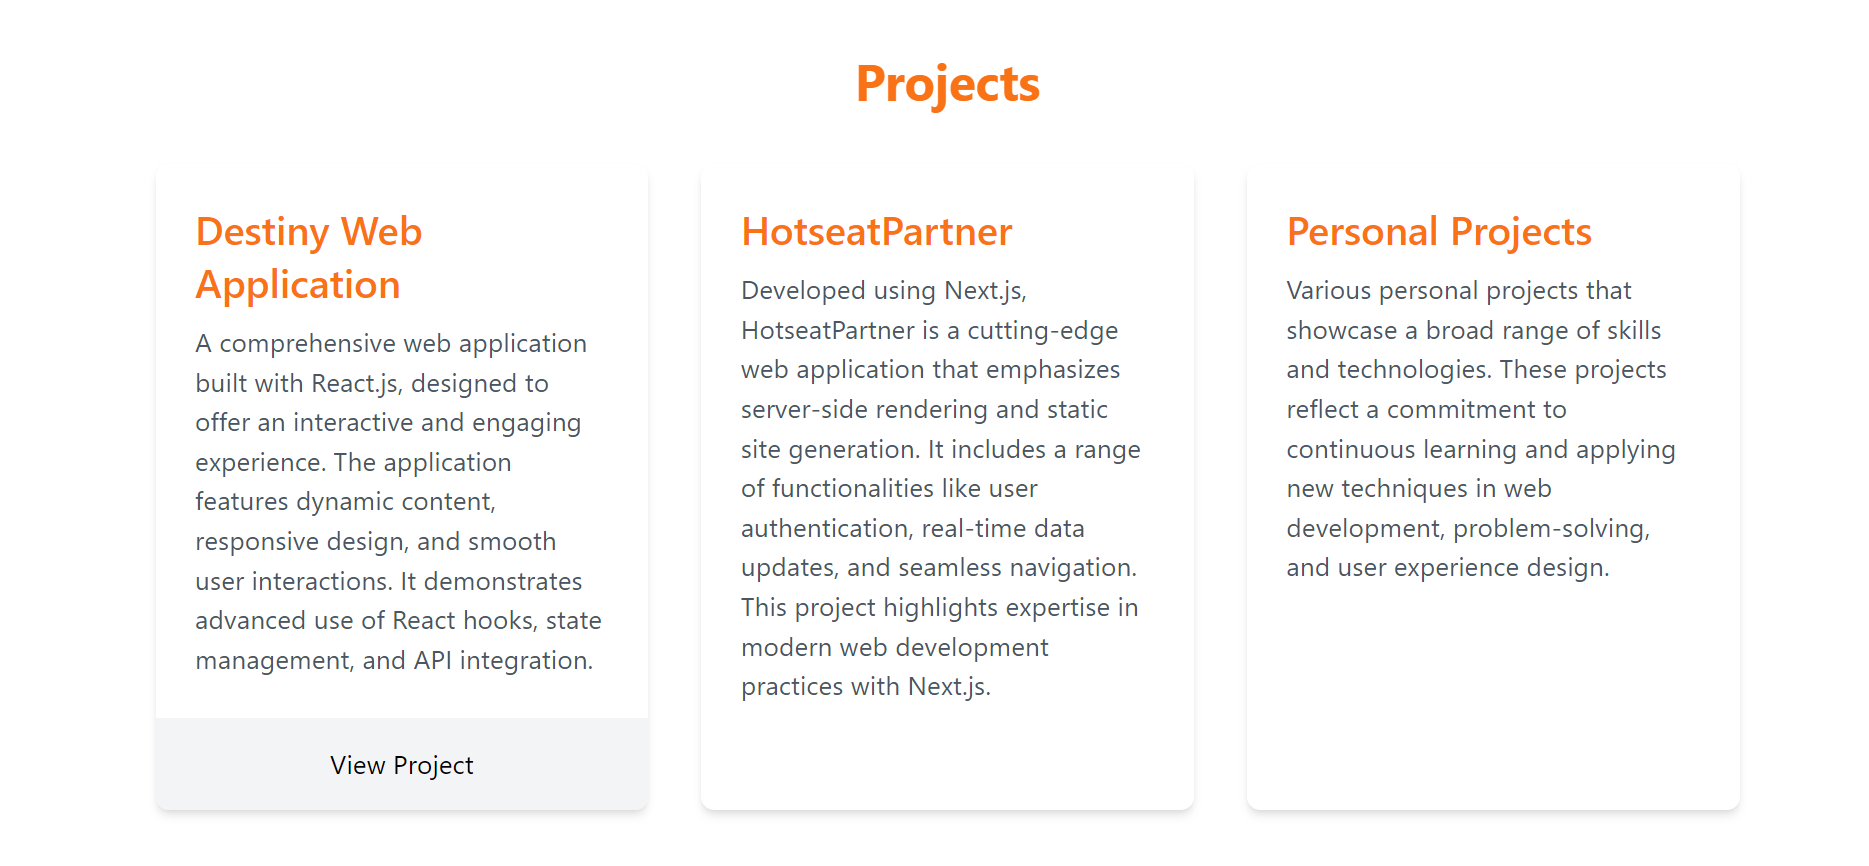 Projects
Destiny Web
Application
A comprehensive web application
built with React.js, designed to
offer an interactive and engaging
experience. The application
features dynamic content,
responsive design, and smooth
user interactions. It demonstrates
advanced use of React hooks, state
management, and API integration.
View Project
HotseatPartner
Developed using Next.js,
HotseatPartner is a cutting-edge
web application that emphasizes
server-side rendering and static
site generation. It includes a range
of functionalities like user
authentication, real-time data
updates, and seamless navigation.
This project highlights expertise in
modern web development
practices with Next.js.
Personal Projects
Various personal projects that
showcase a broad range of skills
and technologies. These projects
reflect a commitment to
continuous learning and applying
new techniques in web
development, problem-solving,
and user experience design.